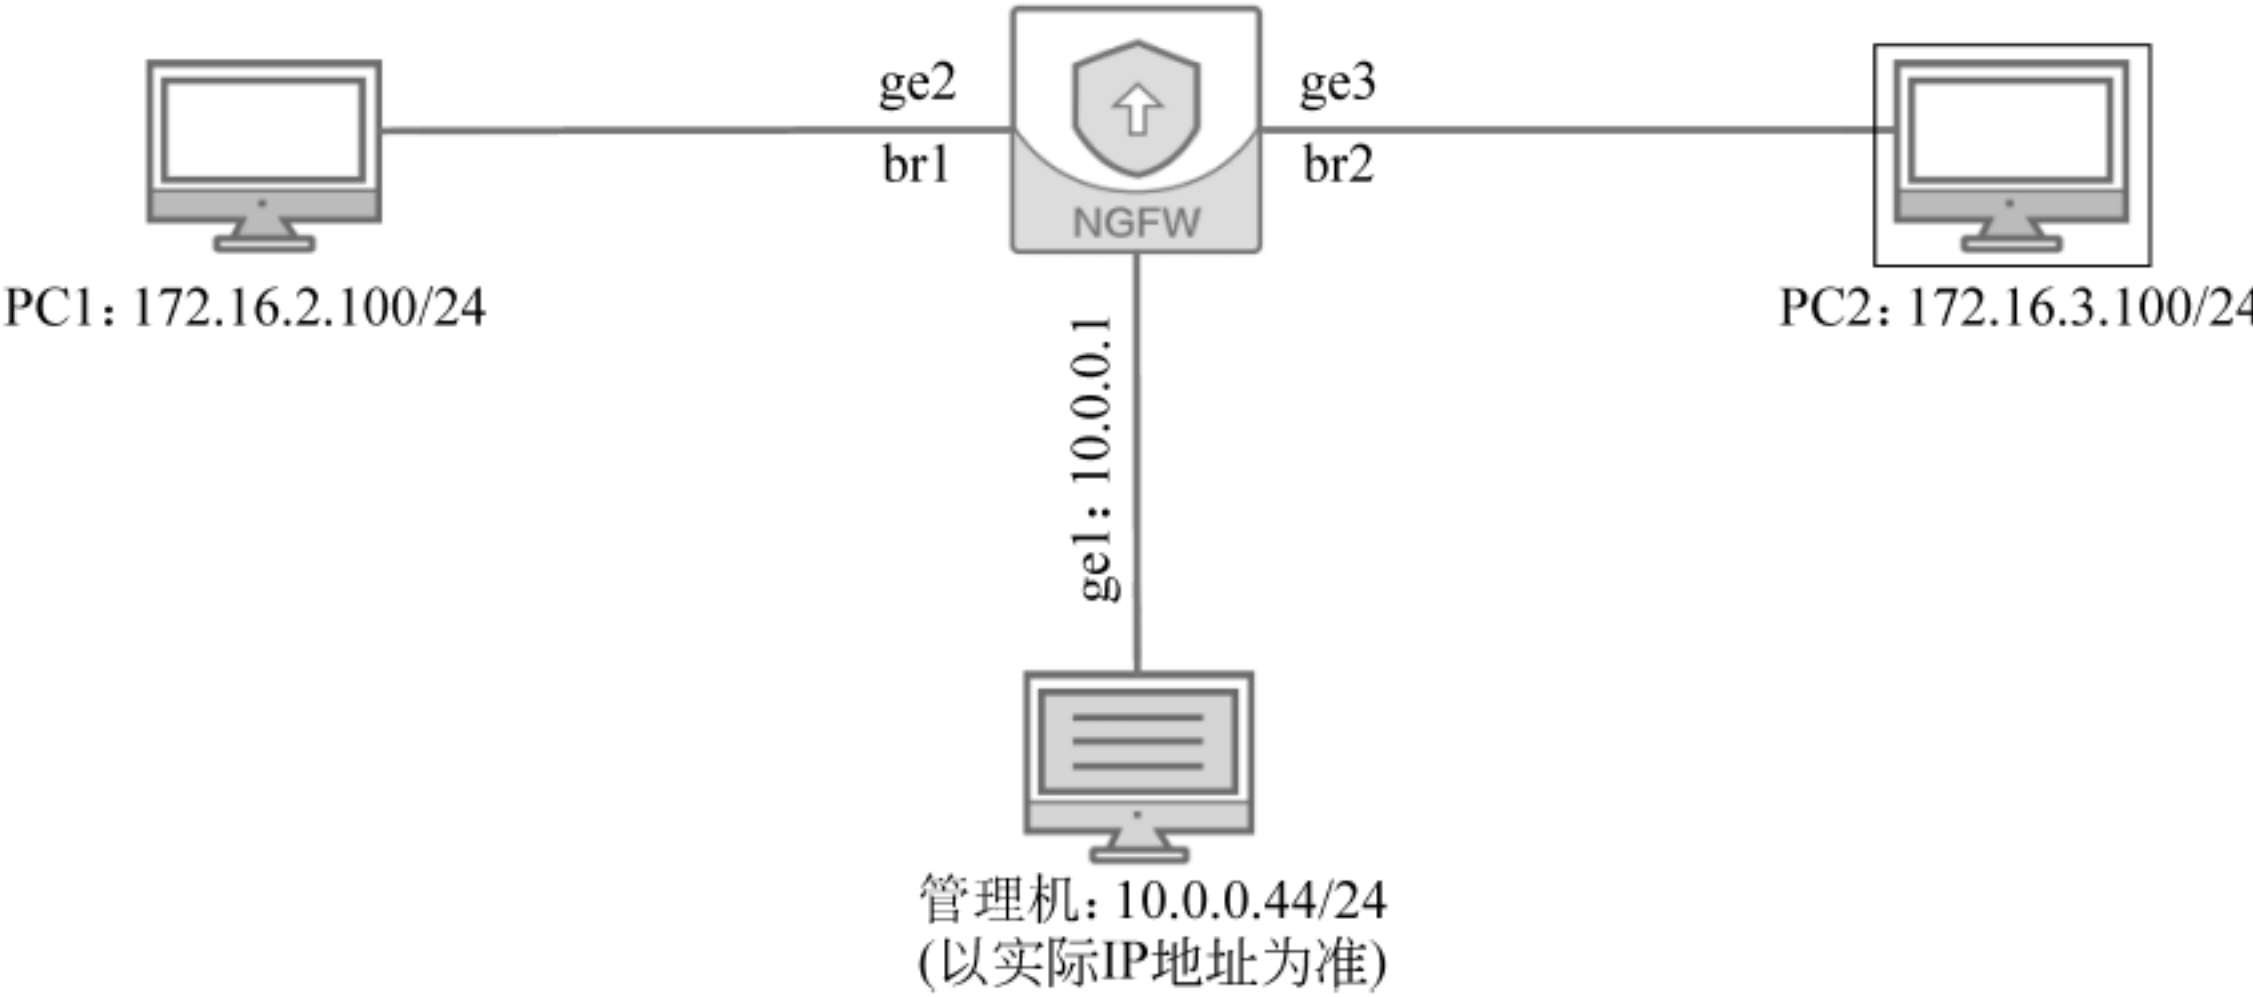 ge2
ge3
br1
br2
NGFW
PC1：172.16.2.100/24
PC2：172.16.3.100/24
ge1：10.0.0.1
管理机：10.0.0.44/24
(以实际IP地址为准)